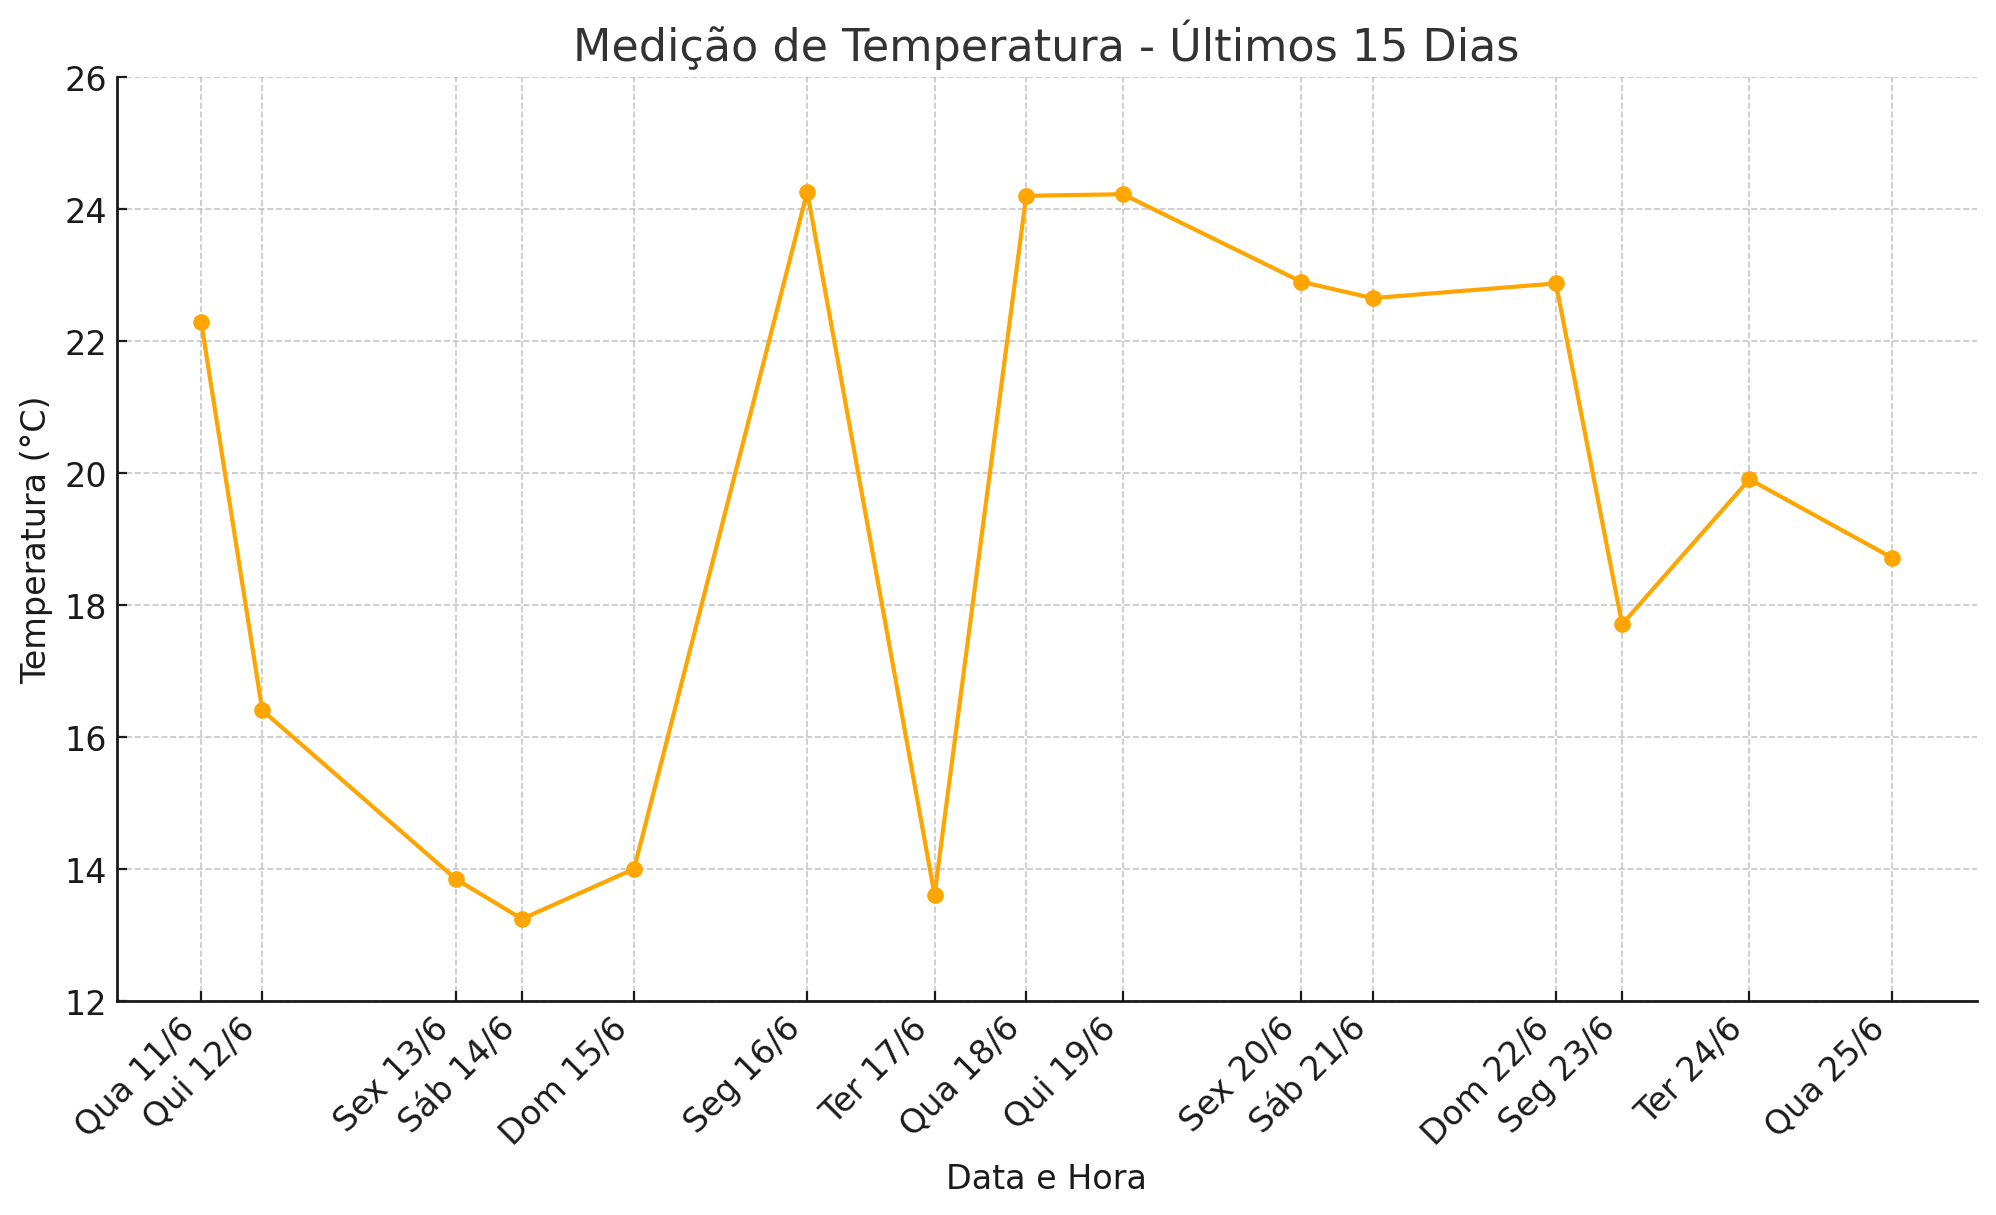 Medição de Temperatura - Últimos 15 Dias
26
24
22
20
18
16
14
12
Temperatura (°C)
Qua 11/6
Qui 12/6
Sex 13/6
Sáb 14/6
Dom 15/6
Seg 16/6
Ter 17/6
Qua 18/6
Qui 19/6
Sex 20/6
Sáb 21/6
Dom 22/6
Seg 23/6
Ter 24/6
Qua 25/6
Data e Hora